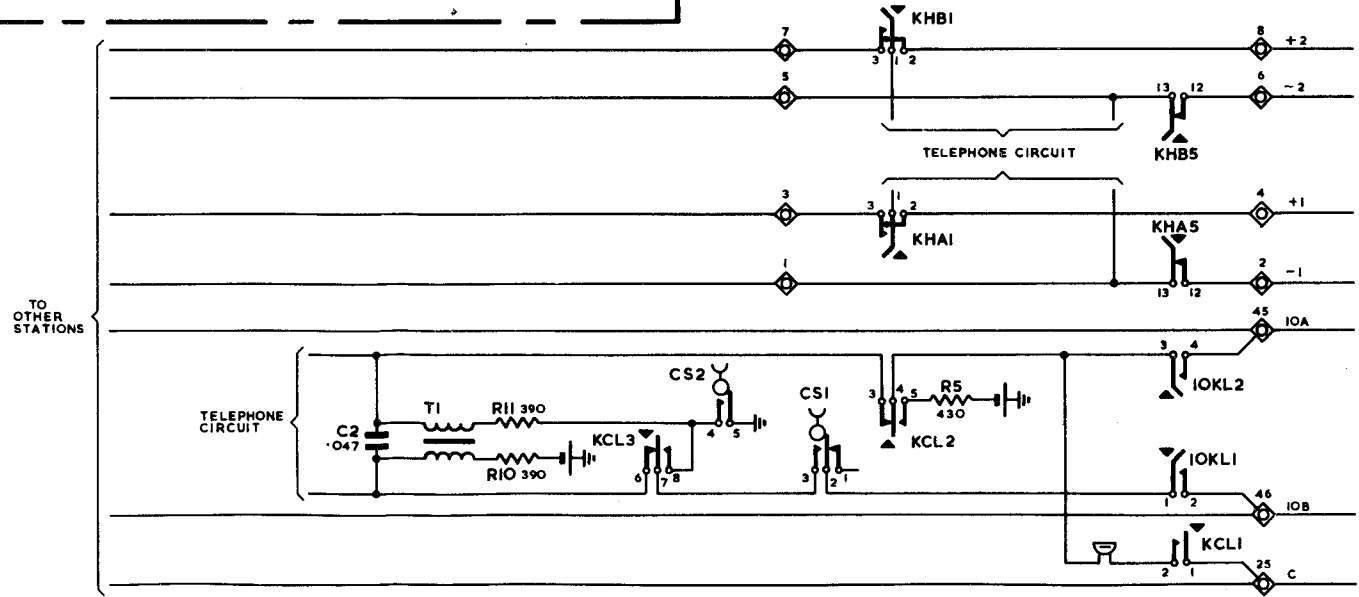 KHB1
7
8
+2
3 1 2
5
6
-2
13 12
TELEPHONE CIRCUIT
KHB5
3
3 1 2
4
+1
KHA1
KHA5
1
2
-1
13 12
TO
OTHER
STATIONS
45
10A
3 4
CS2
CS1
3 4 5
R5
430
10KL2
TELEPHONE
CIRCUIT
T1
R11 390
C2
·047
KCL3
4 5
KCL2
R10 390
6 7 8
3 2 1
10KL1
1 2
46
10B
KCL1
2 1
25
C